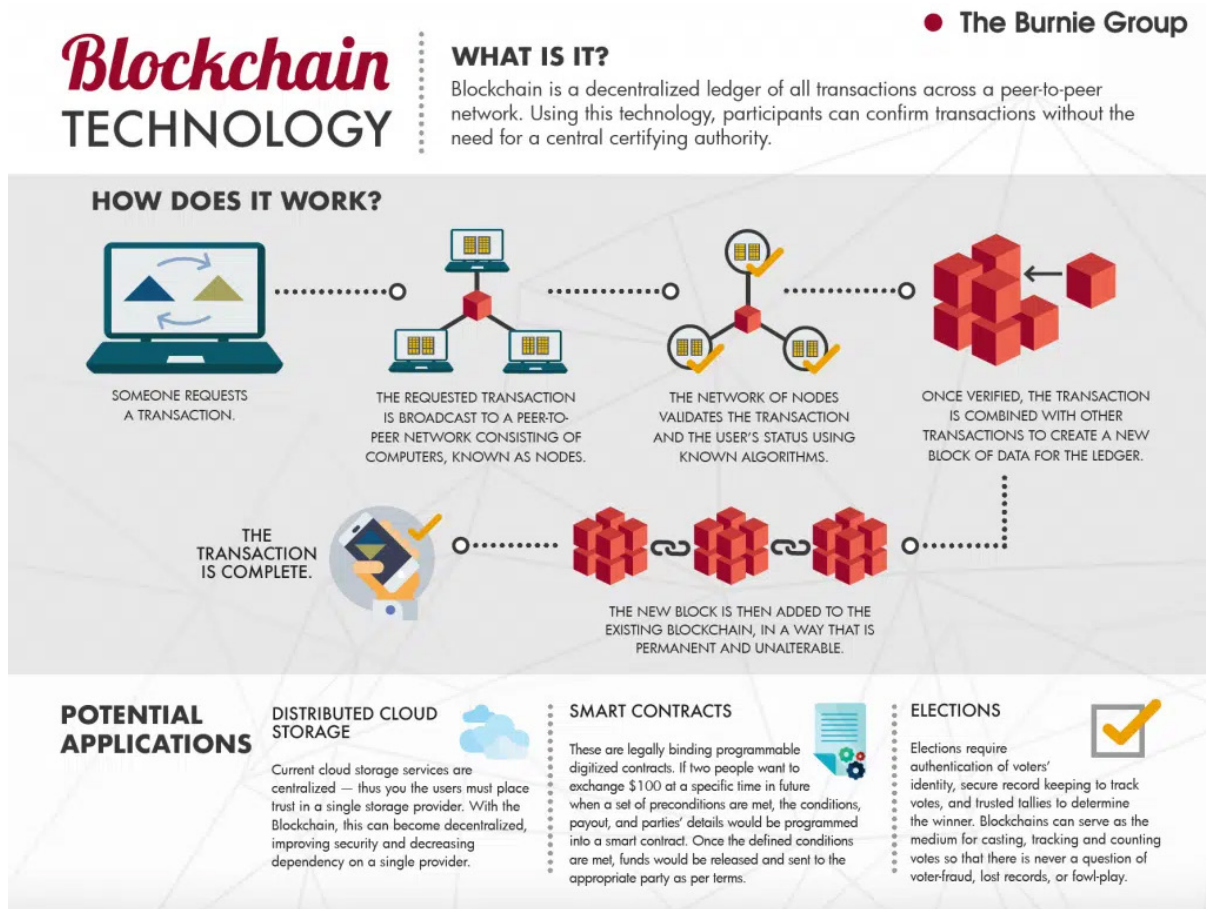 The Burnie Group
Blockchain
TECHNOLOGY
WHAT IS IT?
Blockchain is a decentralized ledger of all transactions across a peer-to-peer
network. Using this technology, participants can confirm transactions without the
need for a central certifying authority.
HOW DOES IT WORK?
SOMEONE REQUESTS
A TRANSACTION.
THE REQUESTED TRANSACTION
IS BROADCAST TO A PEER-TO-
PEER NETWORK CONSISTING OF
COMPUTERS, KNOWN AS NODES.
THE NETWORK OF NODES
VALIDATES THE TRANSACTION
AND THE USER'S STATUS USING
KNOWN ALGORITHMS.
ONCE VERIFIED, THE TRANSACTION
IS COMBINED WITH OTHER
TRANSACTIONS TO CREATE A NEW
BLOCK OF DATA FOR THE LEDGER.
THE NEW BLOCK IS THEN ADDED TO THE
EXISTING BLOCKCHAIN, IN A WAY THAT IS
PERMANENT AND UNALTERABLE.
THE
TRANSACTION
IS COMPLETE.
POTENTIAL
APPLICATIONS
DISTRIBUTED CLOUD
STORAGE
Current cloud storage services are
centralized — thus you the users must place
trust in a single storage provider. With the
Blockchain, this can become decentralized,
improving security and decreasing
dependency on a single provider.
SMART CONTRACTS
These are legally binding programmable
digitized contracts. If two people want to
exchange $100 at a specific time in future
when a set of preconditions are met, the conditions,
payout, and parties' details would be programmed
into a smart contract. Once the defined conditions
are met, funds would be released and sent to the
appropriate party as per terms.
ELECTIONS
Elections require
authentication of voters'
identity, secure record keeping to track
votes, and trusted tallies to determine
the winner. Blockchains can serve as the
medium for casting, tracking and counting
votes so that there is never a question of
voter-fraud, lost records, or fowl-play.